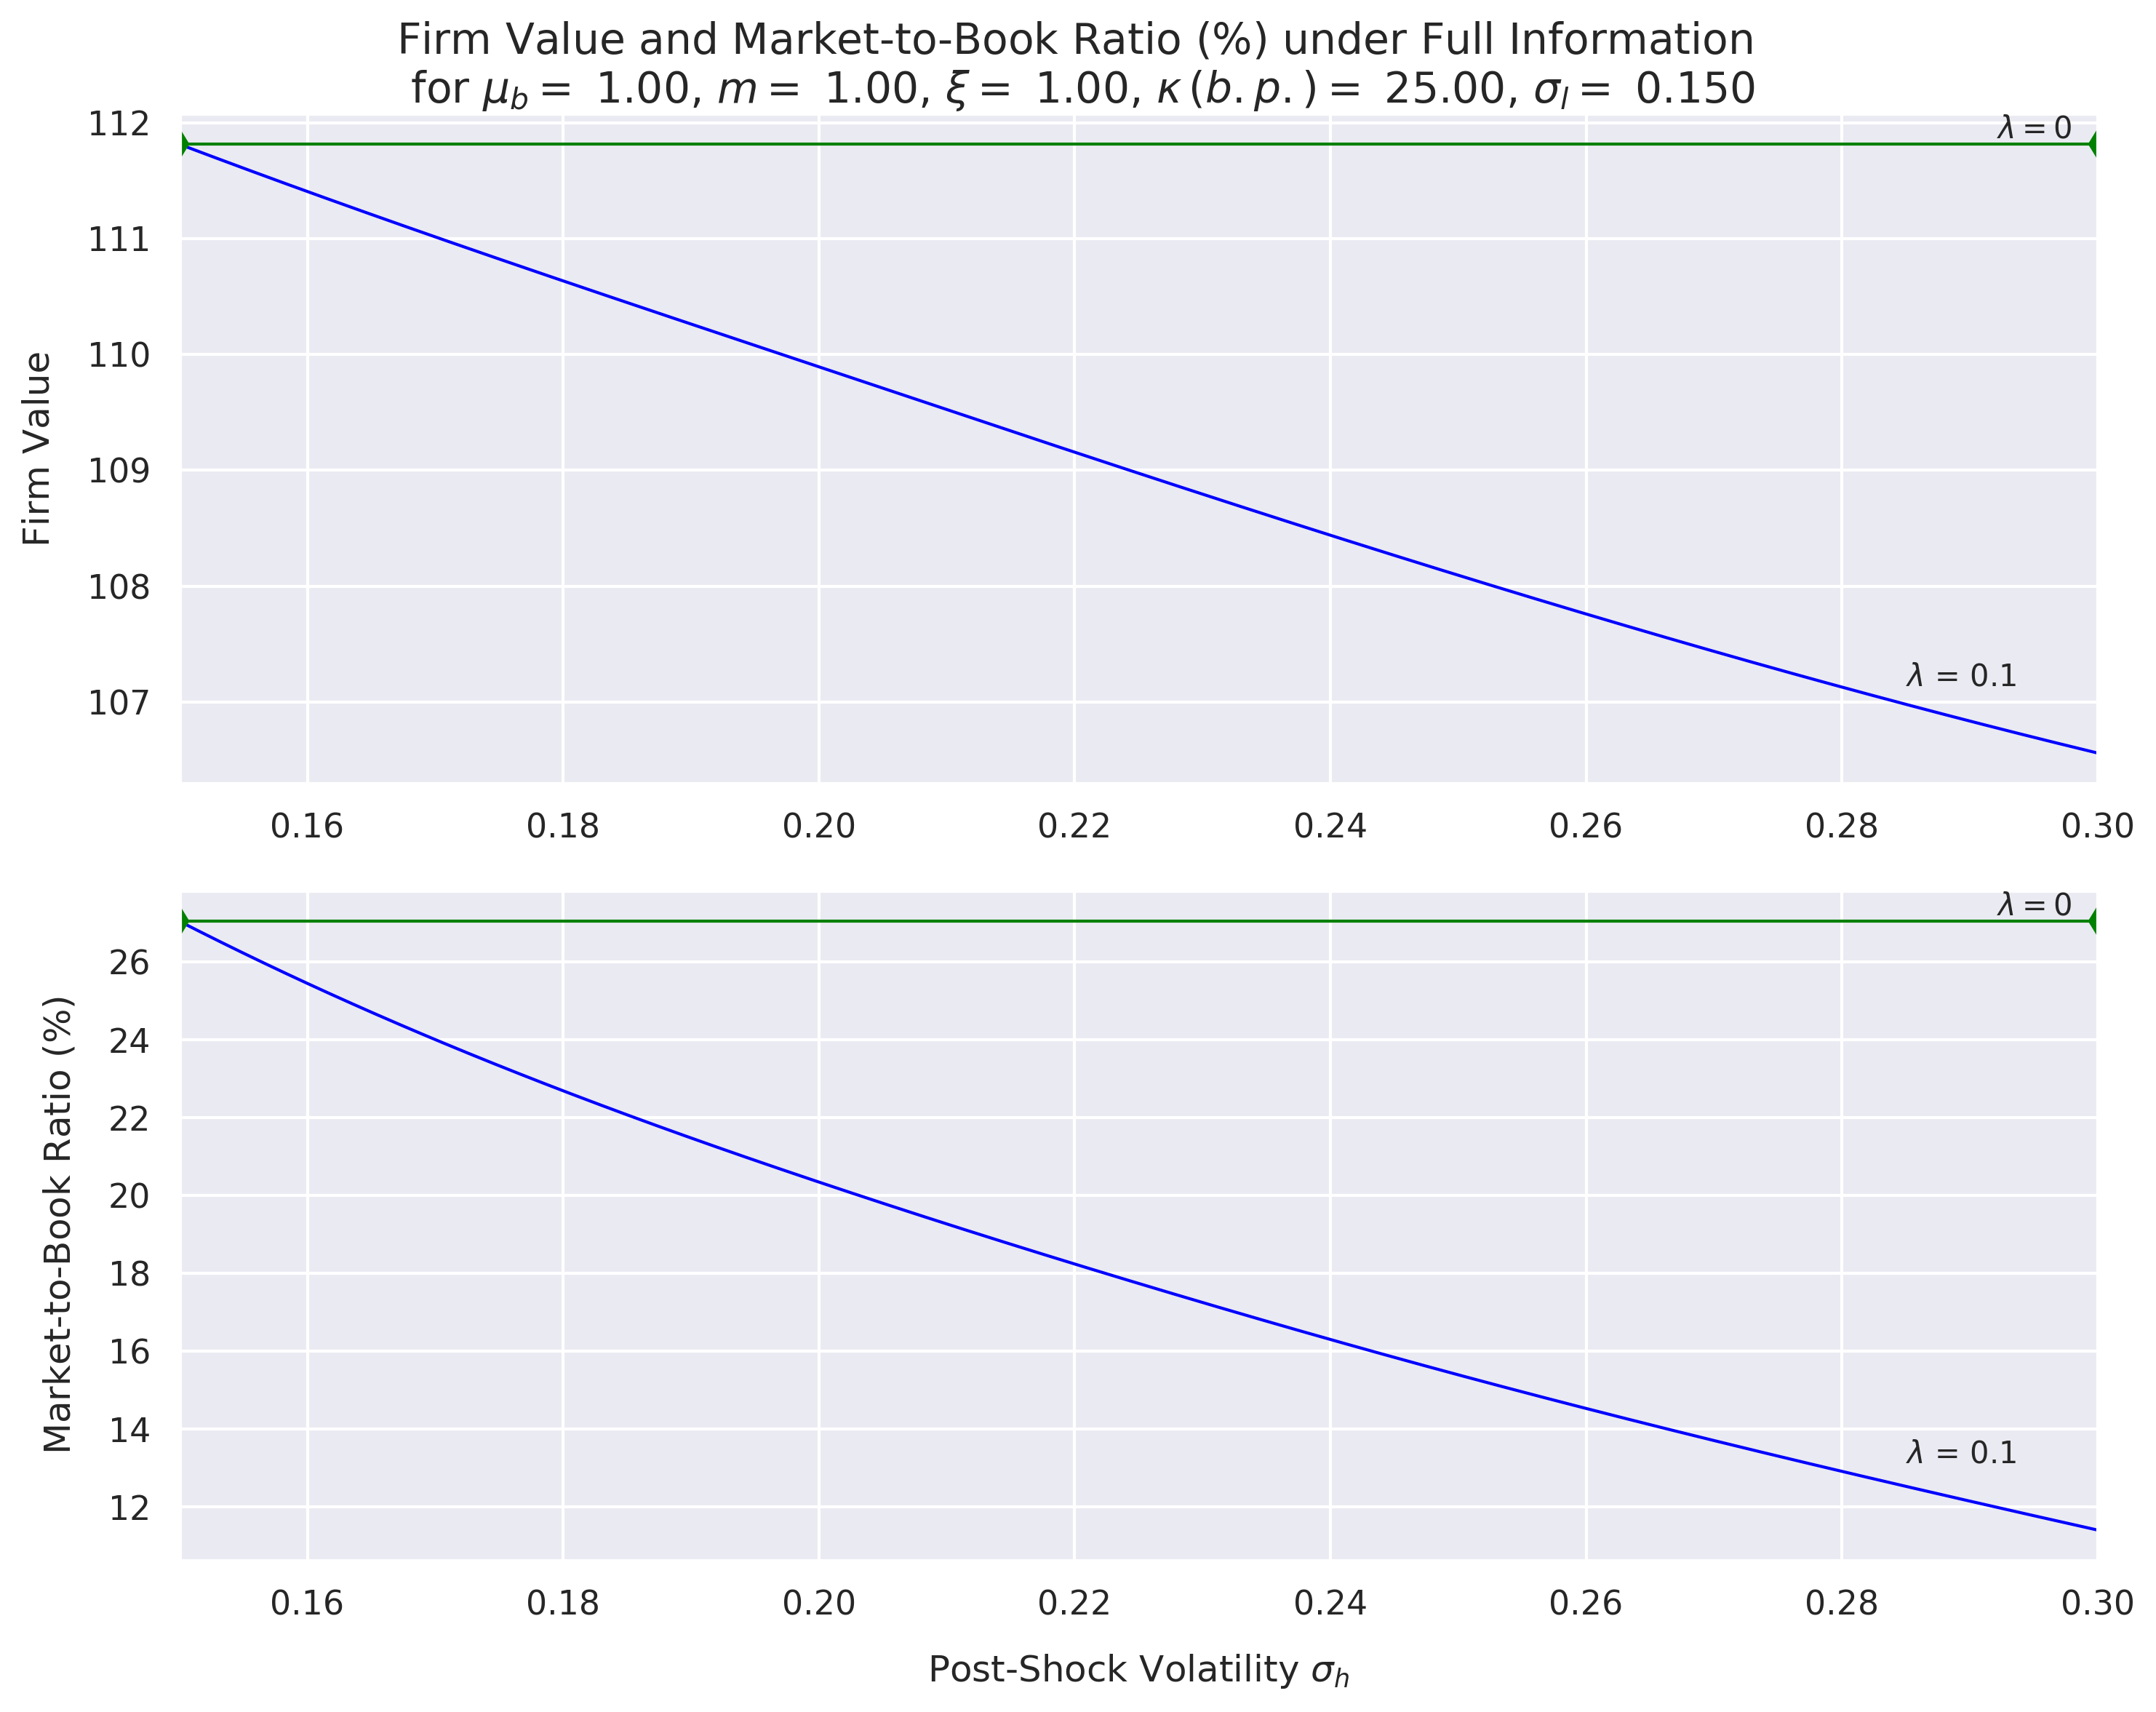 Firm Value and Market-to-Book Ratio (%) under Full Information
for μ_b = 1.00, m = 1.00, ξ = 1.00, κ(b.p.) = 25.00, σ_l = 0.150
112
111
110
109
108
107
Firm Value
λ = 0
λ = 0.1
0.16 0.18 0.20 0.22 0.24 0.26 0.28 0.30
26
24
22
20
18
16
14
12
Market-to-Book Ratio (%)
λ = 0
λ = 0.1
0.16 0.18 0.20 0.22 0.24 0.26 0.28 0.30
Post-Shock Volatility σ_h